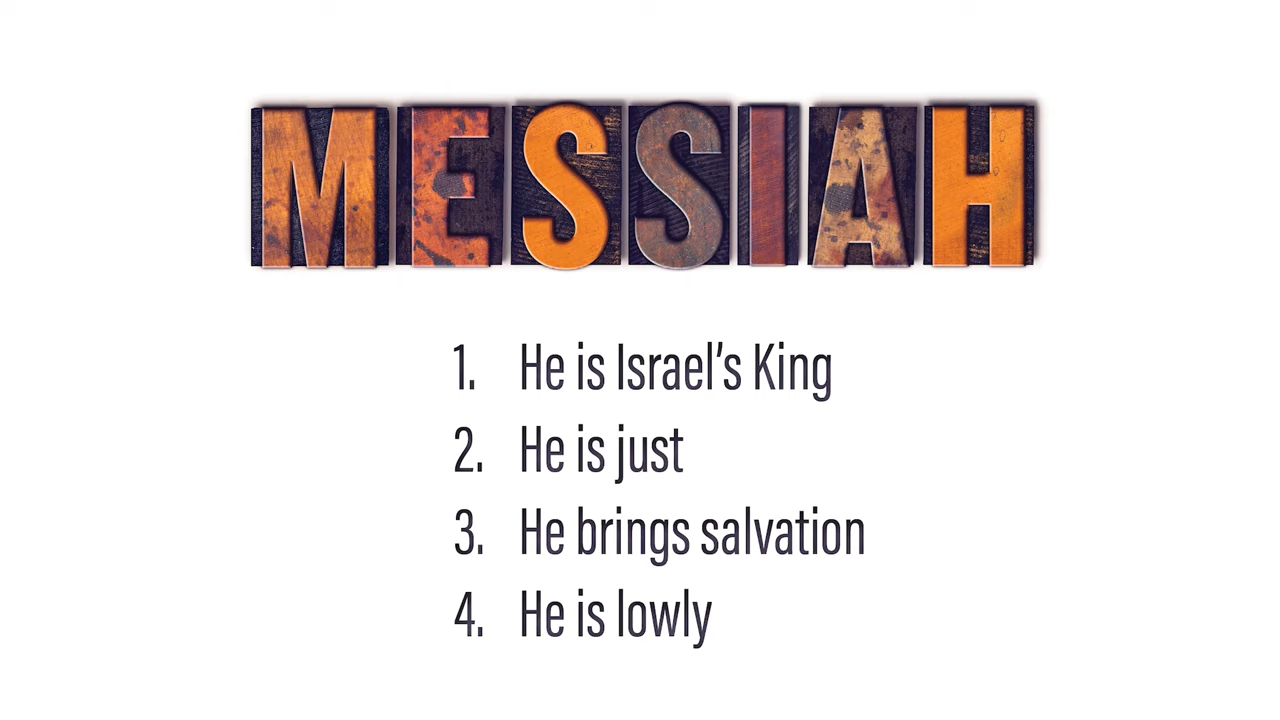 MESSIAH
1. He is Israel's King
2. He is just
3. He brings salvation
4. He is lowly